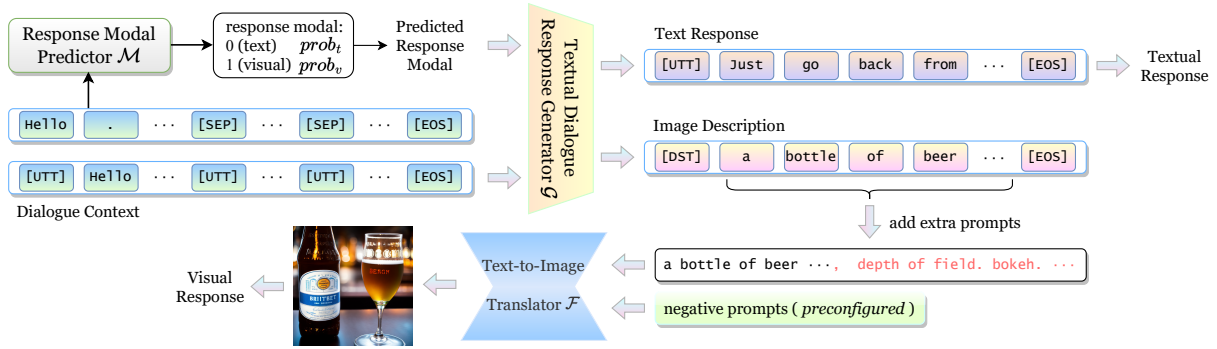 Response Modal
Predictor M
response modal:
0 (text) prob_t
1 (visual) prob_v
Predicted
Response
Modal
Textual Dialogue
Response Generator G
Text Response
[UTT] Just go back from ... [EOS]
Textual
Response
Hello . ... [SEP] ... [SEP] ... [EOS]
Image Description
[DST] a bottle of beer ... [EOS]
[UTT] Hello ... [UTT] ... [UTT] ... [EOS]
Dialogue Context
add extra prompts
Visual
Response
Text-to-Image
Translator F
a bottle of beer ..., depth of field. bokeh. ...
negative prompts ( preconfigured )